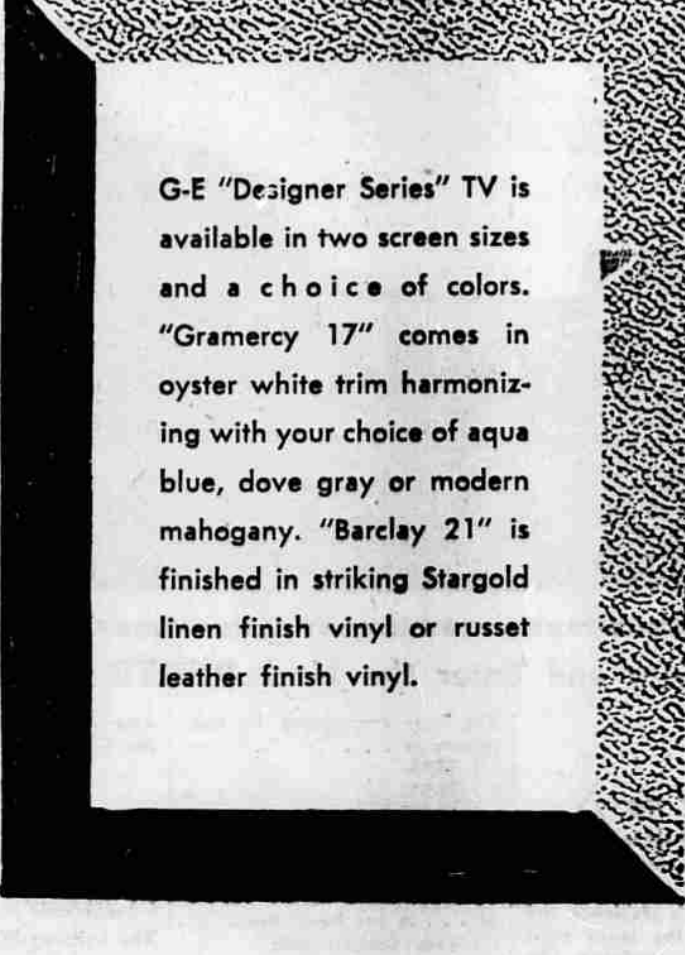 G-E "Designer Series" TV is
available in two screen sizes
and a choice of colors.
"Gramercy 17" comes in
oyster white trim harmoniz-
ing with your choice of aqua
blue, dove gray or modern
mahogany. "Barclay 21" is
finished in striking Stargold
linen finish vinyl or russet
leather finish vinyl.